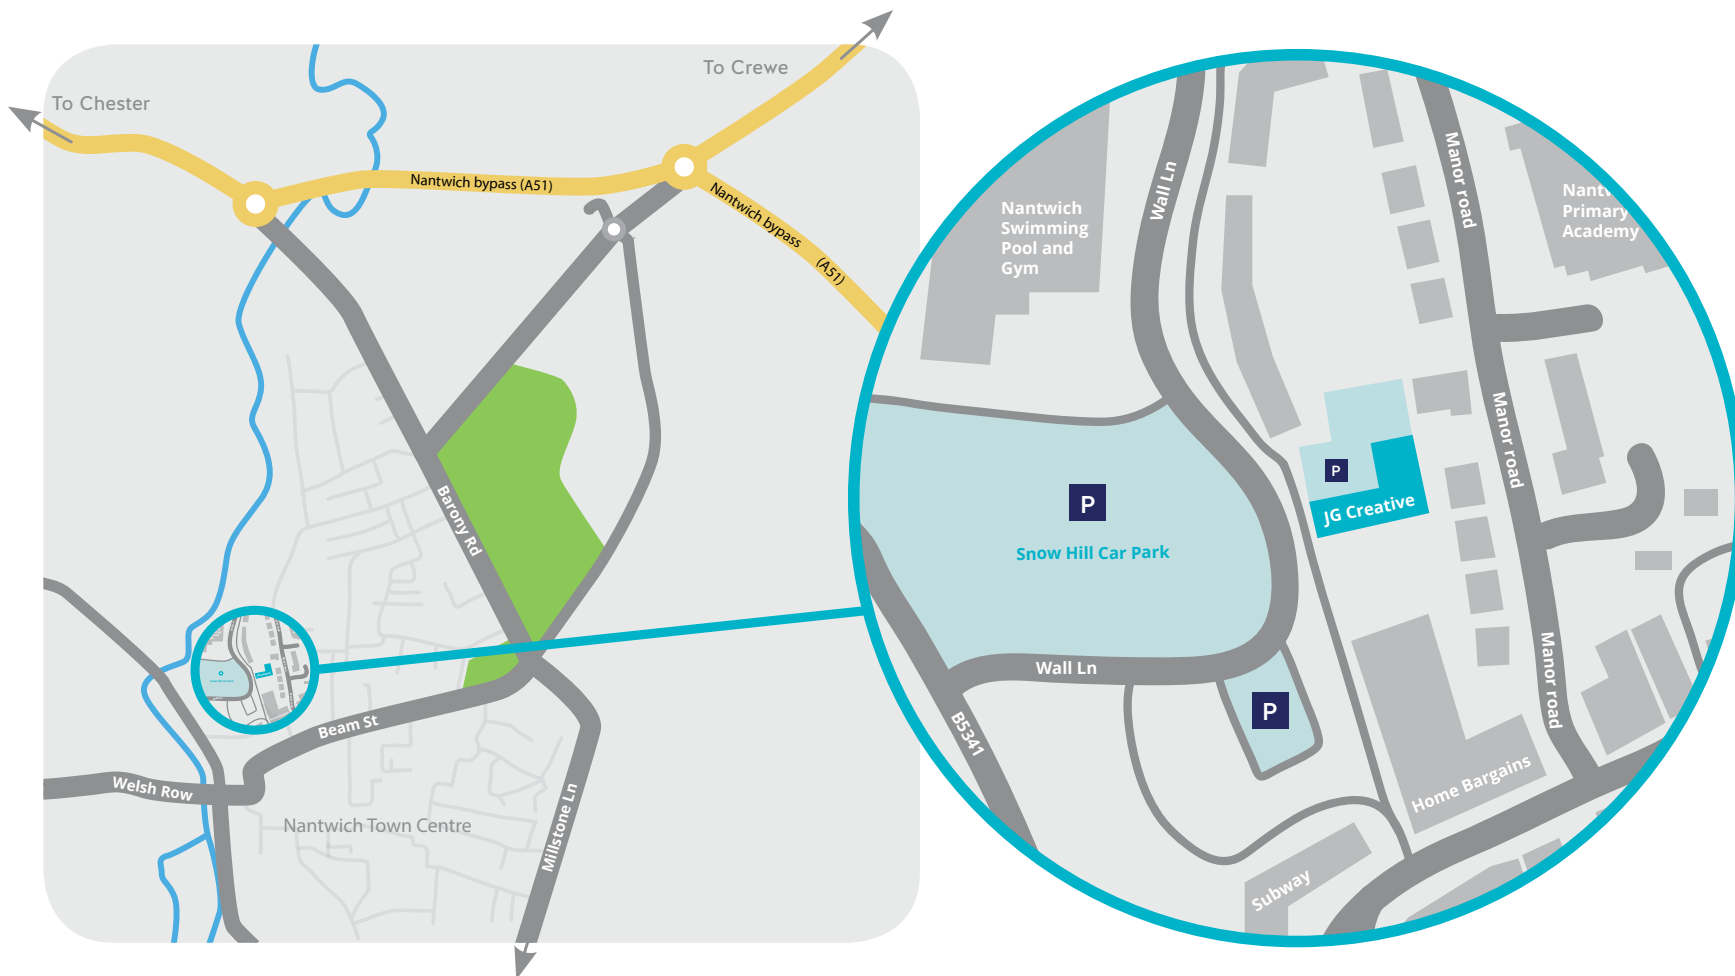 To Crewe
To Chester
Nantwich bypass (A51)
Nantwich bypass
(A51)
Barony Rd
Beam St
Welsh Row
Nantwich Town Centre
Millstone Ln
Wall Ln
Manor road
Nantwich
Swimming
Pool and
Gym
Primary
Academy
Manor road
P
JG Creative
P
Snow Hill Car Park
Wall Ln
P
Manor road
B5341
Home Bargains
Subway